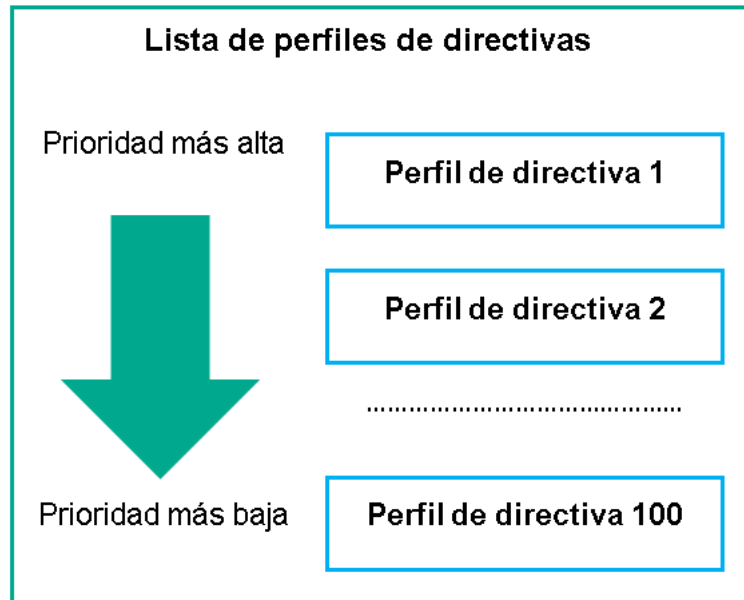 Lista de perfiles de directivas
Prioridad más alta
Perfil de directiva 1
Perfil de directiva 2
................................................
Prioridad más baja
Perfil de directiva 100